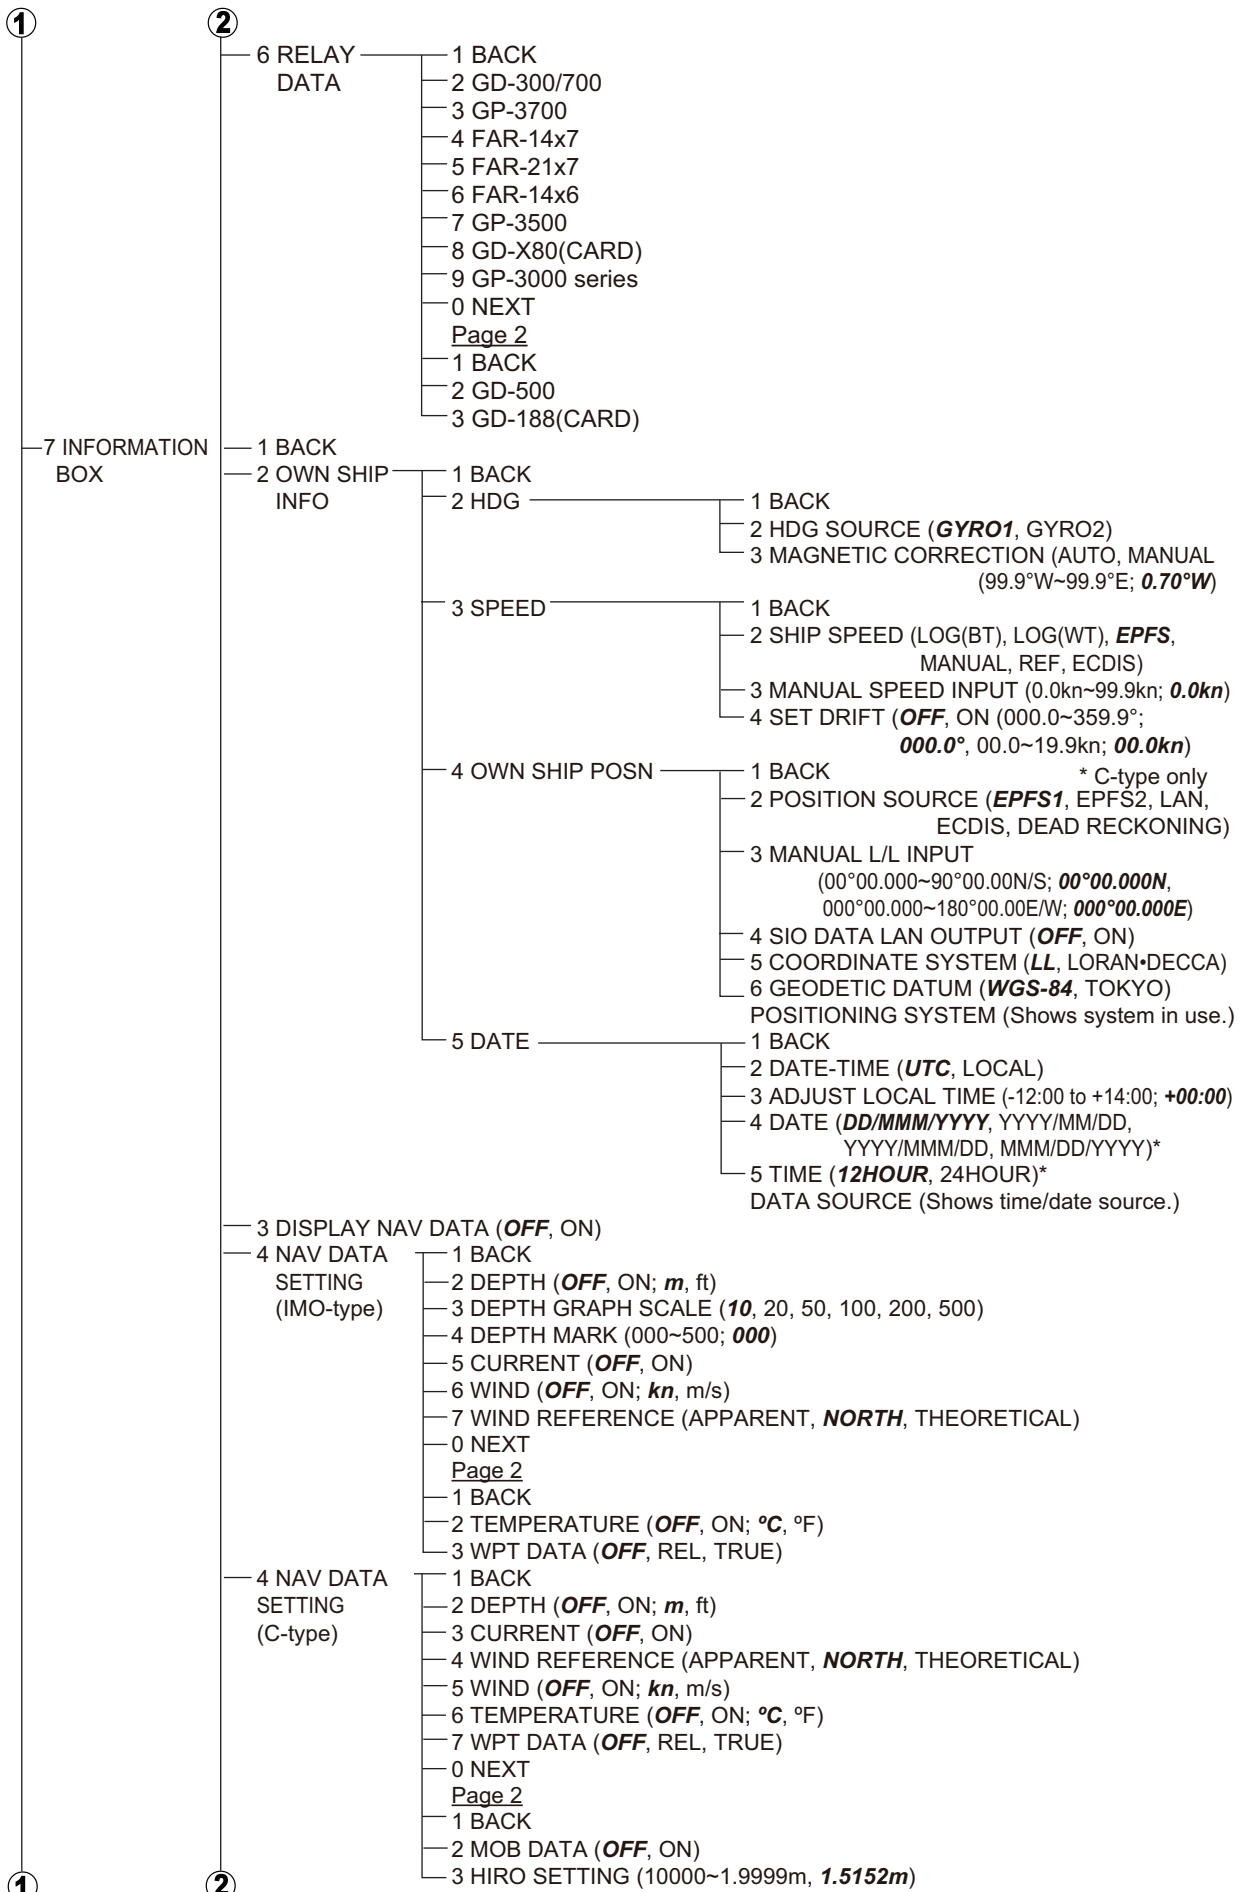 1
2
6 RELAY
DATA
1 BACK
2 GD-300/700
3 GP-3700
4 FAR-14x7
5 FAR-21x7
6 FAR-14x6
7 GP-3500
8 GD-X80(CARD)
9 GP-3000 series
0 NEXT
Page 2
1 BACK
2 GD-500
3 GD-188(CARD)
7 INFORMATION
BOX
1 BACK
2 OWN SHIP
INFO
1 BACK
2 HDG
1 BACK
2 HDG SOURCE (GYRO1, GYRO2)
3 MAGNETIC CORRECTION (AUTO, MANUAL
(99.9°W~99.9°E; 0.70°W)
3 SPEED
1 BACK
2 SHIP SPEED (LOG(BT), LOG(WT), EPFS,
MANUAL, REF, ECDIS)
3 MANUAL SPEED INPUT (0.0kn~99.9kn; 0.0kn)
4 SET DRIFT (OFF, ON (000.0~359.9°;
000.0°, 00.0~19.9kn; 00.0kn)
4 OWN SHIP POSN
1 BACK
* C-type only
2 POSITION SOURCE (EPFS1, EPFS2, LAN,
ECDIS, DEAD RECKONING)
3 MANUAL L/L INPUT
(00°00.000~90°00.00N/S; 00°00.000N,
000°00.000~180°00.00E/W; 000°00.000E)
4 SIO DATA LAN OUTPUT (OFF, ON)
5 COORDINATE SYSTEM (LL, LORAN•DECCA)
6 GEODETIC DATUM (WGS-84, TOKYO)
POSITIONING SYSTEM (Shows system in use.)
5 DATE
1 BACK
2 DATE-TIME (UTC, LOCAL)
3 ADJUST LOCAL TIME (-12:00 to +14:00; +00:00)
4 DATE (DD/MMM/YYYY, YYYY/MM/DD,
YYYY/MMM/DD, MMM/DD/YYYY)*
5 TIME (12HOUR, 24HOUR)*
DATA SOURCE (Shows time/date source.)
3 DISPLAY NAV DATA (OFF, ON)
4 NAV DATA
SETTING
(IMO-type)
1 BACK
2 DEPTH (OFF, ON; m, ft)
3 DEPTH GRAPH SCALE (10, 20, 50, 100, 200, 500)
4 DEPTH MARK (000~500; 000)
5 CURRENT (OFF, ON)
6 WIND (OFF, ON; kn, m/s)
7 WIND REFERENCE (APPARENT, NORTH, THEORETICAL)
0 NEXT
Page 2
1 BACK
2 TEMPERATURE (OFF, ON; ºC, ºF)
3 WPT DATA (OFF, REL, TRUE)
4 NAV DATA
SETTING
(C-type)
1 BACK
2 DEPTH (OFF, ON; m, ft)
3 CURRENT (OFF, ON)
4 WIND REFERENCE (APPARENT, NORTH, THEORETICAL)
5 WIND (OFF, ON; kn, m/s)
6 TEMPERATURE (OFF, ON; ºC, ºF)
7 WPT DATA (OFF, REL, TRUE)
0 NEXT
Page 2
1 BACK
2 MOB DATA (OFF, ON)
3 HIRO SETTING (10000~1.9999m, 1.5152m)
1
2